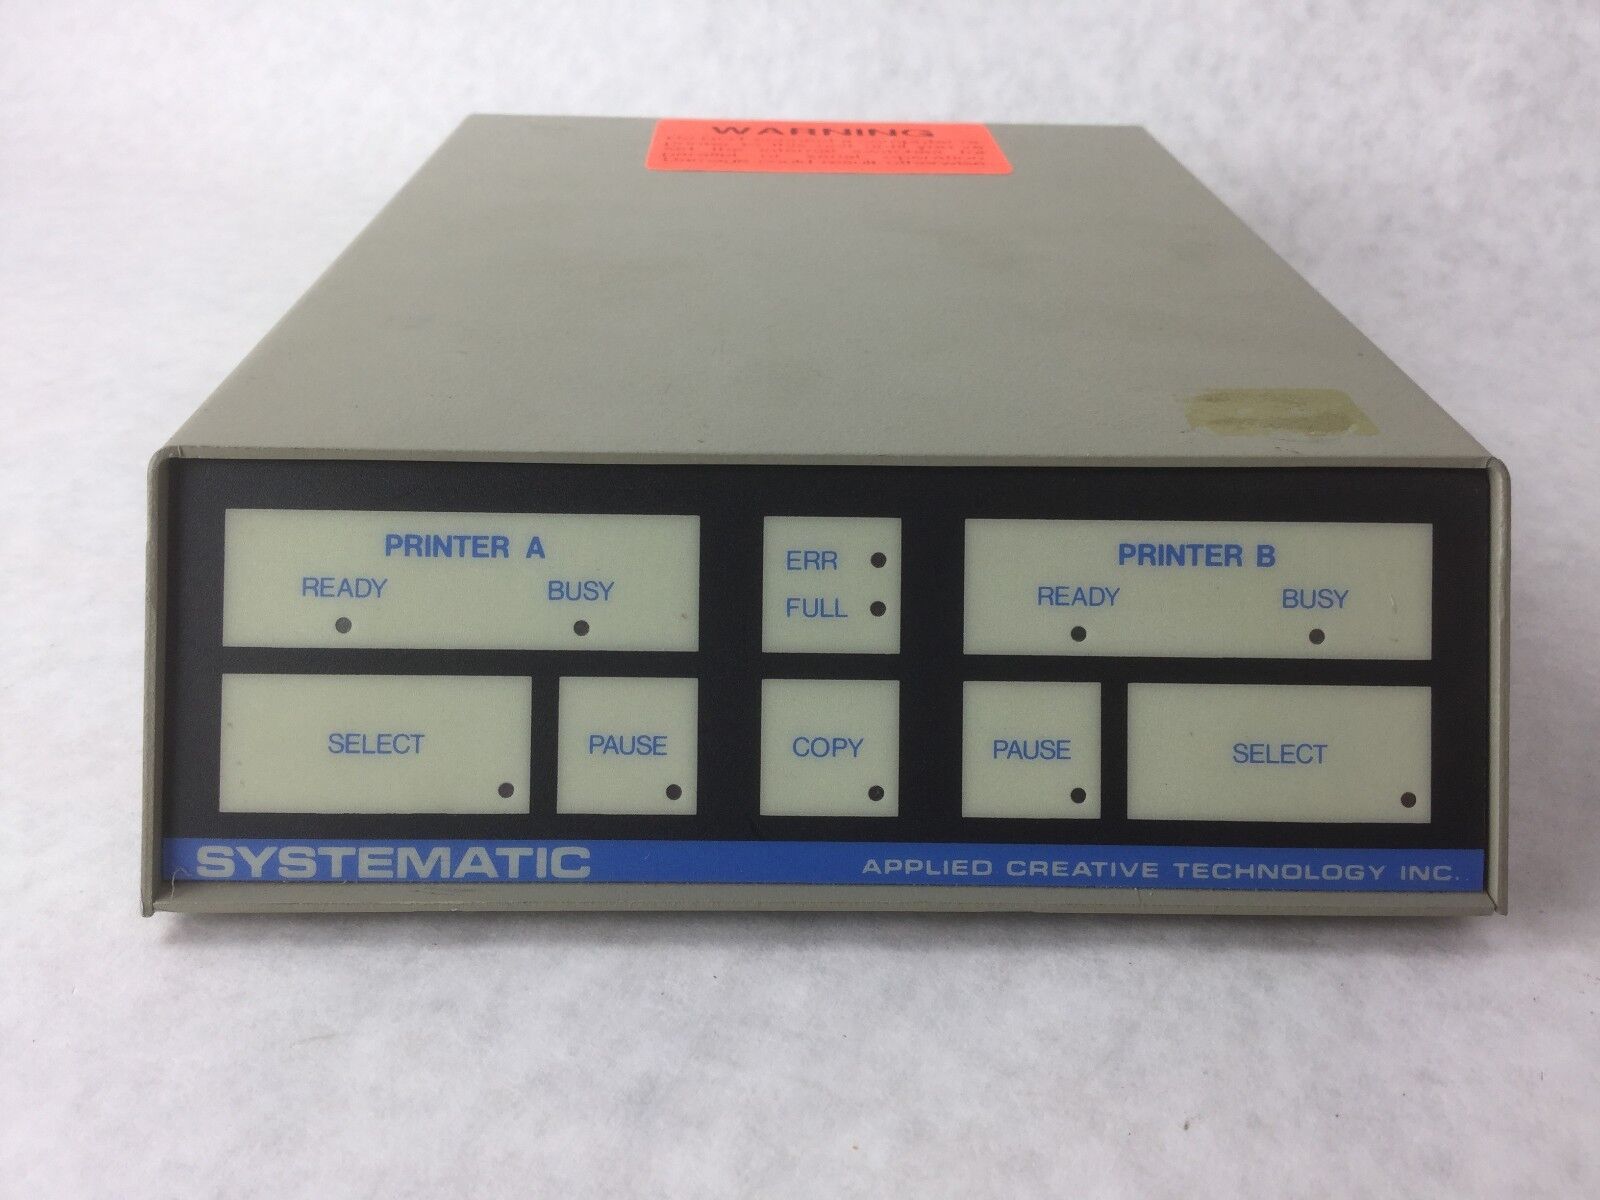 WARNING
PRINTER A
READY BUSY
ERR
FULL
PRINTER B
READY BUSY
SELECT
PAUSE
COPY
PAUSE
SELECT
SYSTEMATIC
APPLIED CREATIVE TECHNOLOGY INC.